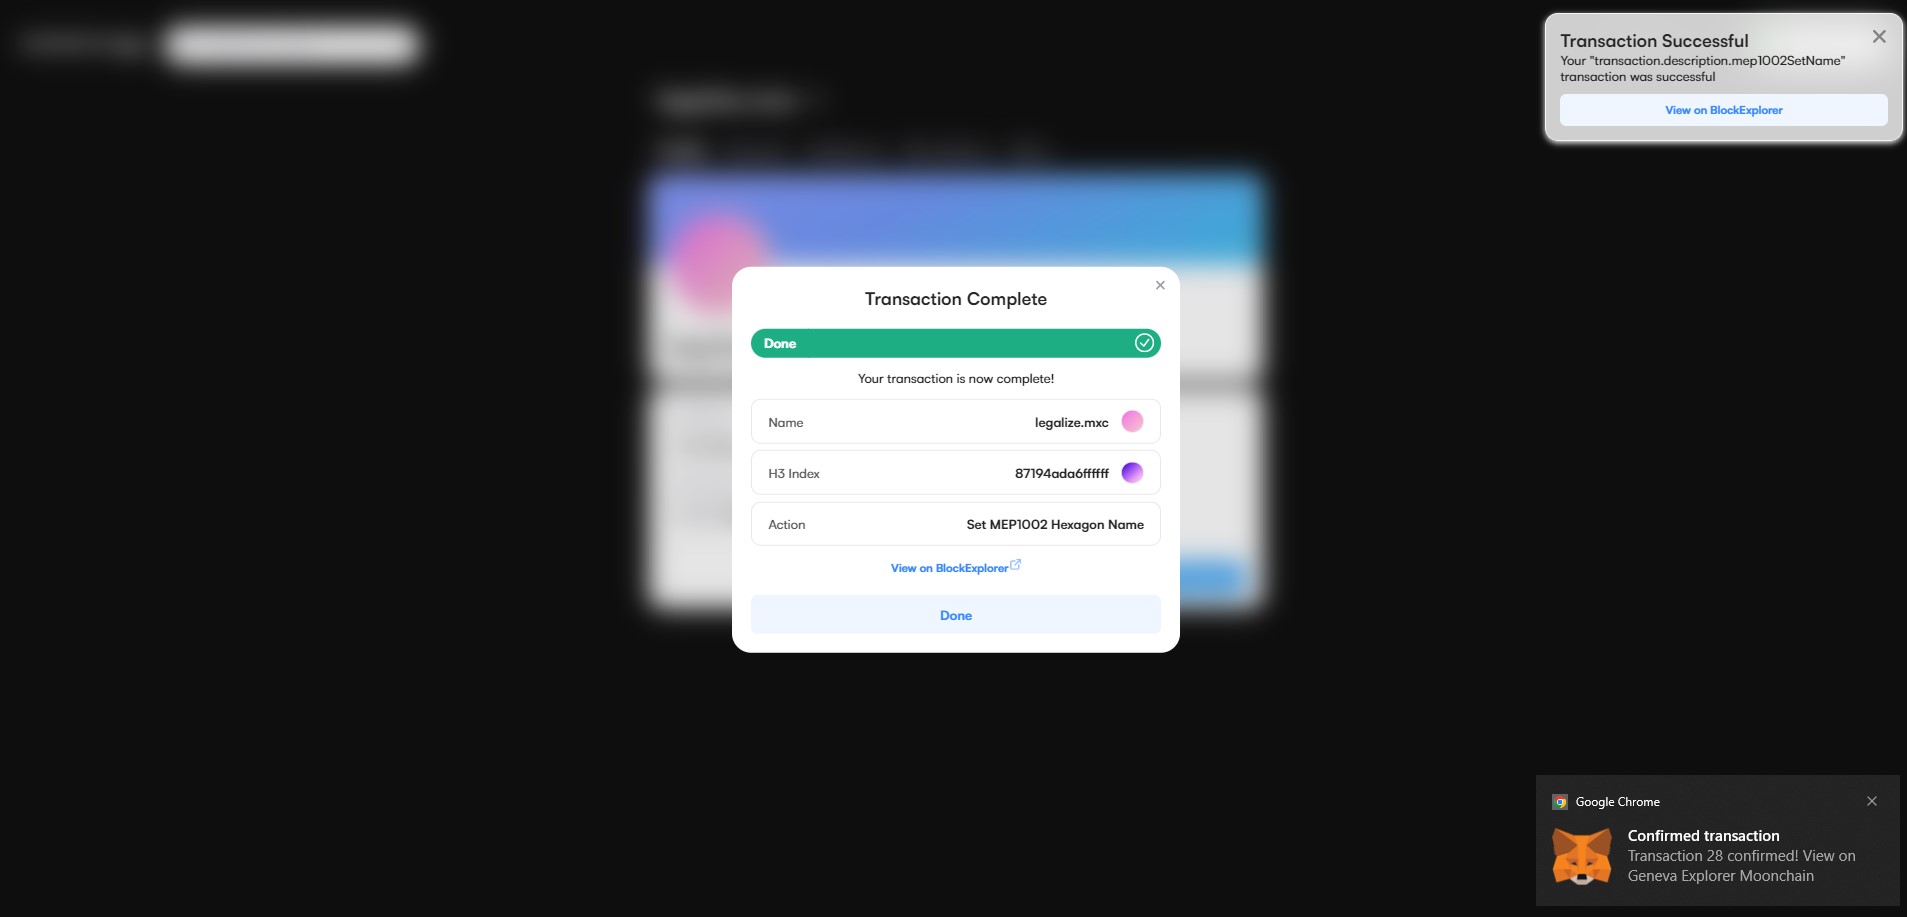 Transaction Successful
Your "transaction.description.mep1002SetName"
transaction was successful
View on BlockExplorer
Transaction Complete
Done
Your transaction is now complete!
Name legalize.mxc
H3 Index 87194ada6ffffff
Action Set MEP1002 Hexagon Name
View on BlockExplorer
Done
Google Chrome
Confirmed transaction
Transaction 28 confirmed! View on
Geneva Explorer Moonchain